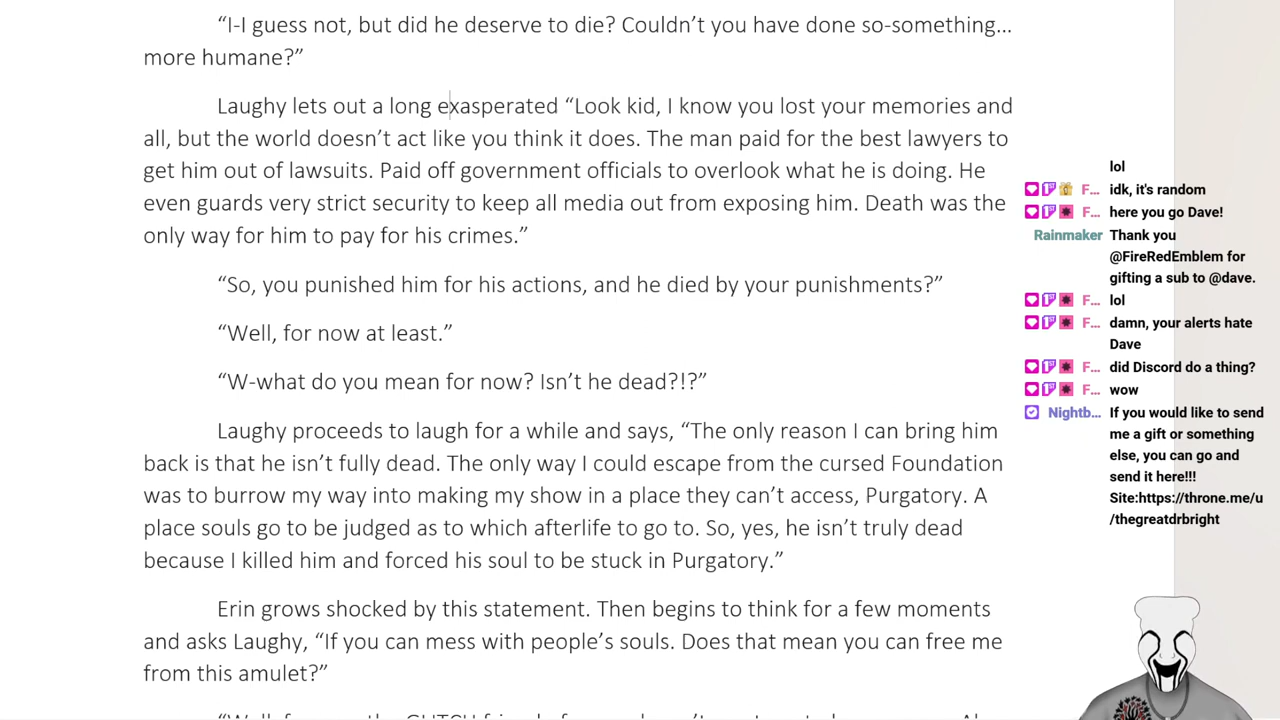 “I-I guess not, but did he deserve to die? Couldn’t you have done so-something…
more humane?”
Laughy lets out a long exasperated “Look kid, I know you lost your memories and
all, but the world doesn’t act like you think it does. The man paid for the best lawyers to
get him out of lawsuits. Paid off government officials to overlook what he is doing. He
even guards very strict security to keep all media out from exposing him. Death was the
only way for him to pay for his crimes.”
“So, you punished him for his actions, and he died by your punishments?”
“Well, for now at least.”
“W-what do you mean for now? Isn’t he dead?!?”
Laughy proceeds to laugh for a while and says, “The only reason I can bring him
back is that he isn’t fully dead. The only way I could escape from the cursed Foundation
was to burrow my way into making my show in a place they can’t access, Purgatory. A
place souls go to be judged as to which afterlife to go to. So, yes, he isn’t truly dead
because I killed him and forced his soul to be stuck in Purgatory.”
Erin grows shocked by this statement. Then begins to think for a few moments
and asks Laughy, “If you can mess with people’s souls. Does that mean you can free me
from this amulet?”
lol
F… idk, it's random
F… here you go Dave!
Rainmaker Thank you
@FireRedEmblem for
gifting a sub to @dave.
F… lol
F… damn, your alerts hate
Dave
F… did Discord do a thing?
F… wow
Nightb… If you would like to send
me a gift or something
else, you can go and
send it here!!!
Site:https://throne.me/u
/thegreatdrbright